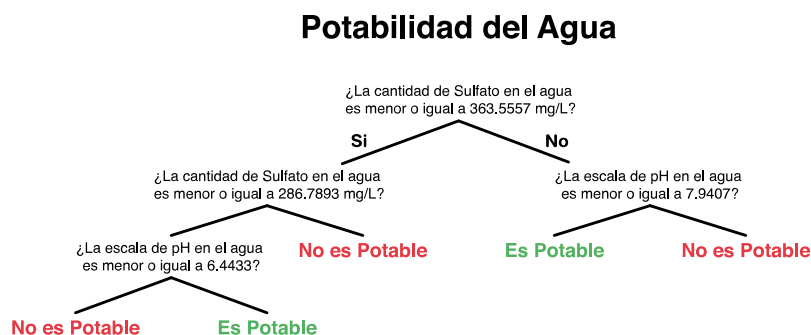 Potabilidad del Agua
¿La cantidad de Sulfato en el agua
es menor o igual a 363.5557 mg/L?
Si
No
¿La cantidad de Sulfato en el agua
es menor o igual a 286.7893 mg/L?
¿La escala de pH en el agua
es menor o igual a 7.9407?
¿La escala de pH en el agua
es menor o igual a 6.4433?
No es Potable
Es Potable
No es Potable
No es Potable
Es Potable